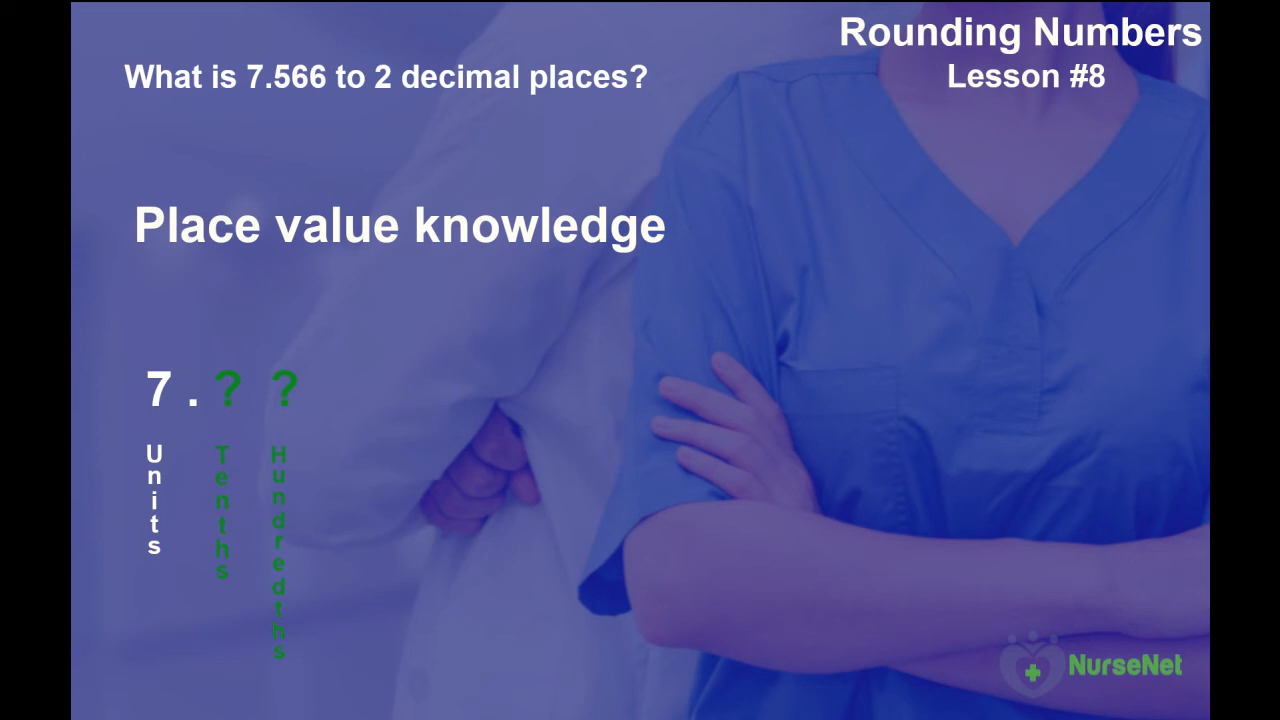 Rounding Numbers
Lesson #8
What is 7.566 to 2 decimal places?
Place value knowledge
7 . ? ?
Units
Tenths
Hundredths
NurseNet